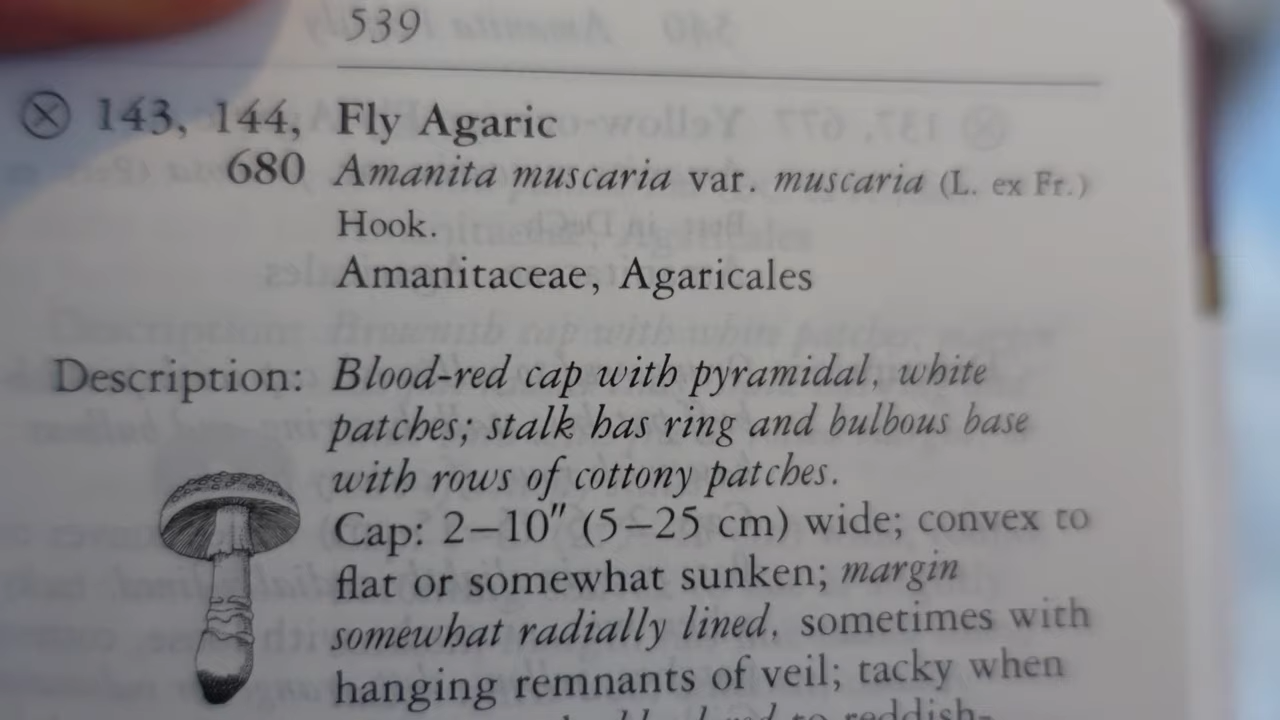 539
143, 144, Fly Agaric
680 Amanita muscaria var. muscaria (L. ex Fr.)
Hook.
Amanitaceae, Agaricales
Description: Blood-red cap with pyramidal, white
patches; stalk has ring and bulbous base
with rows of cottony patches.
Cap: 2–10" (5–25 cm) wide; convex to
flat or somewhat sunken; margin
somewhat radially lined, sometimes with
hanging remnants of veil; tacky when
to reddish-